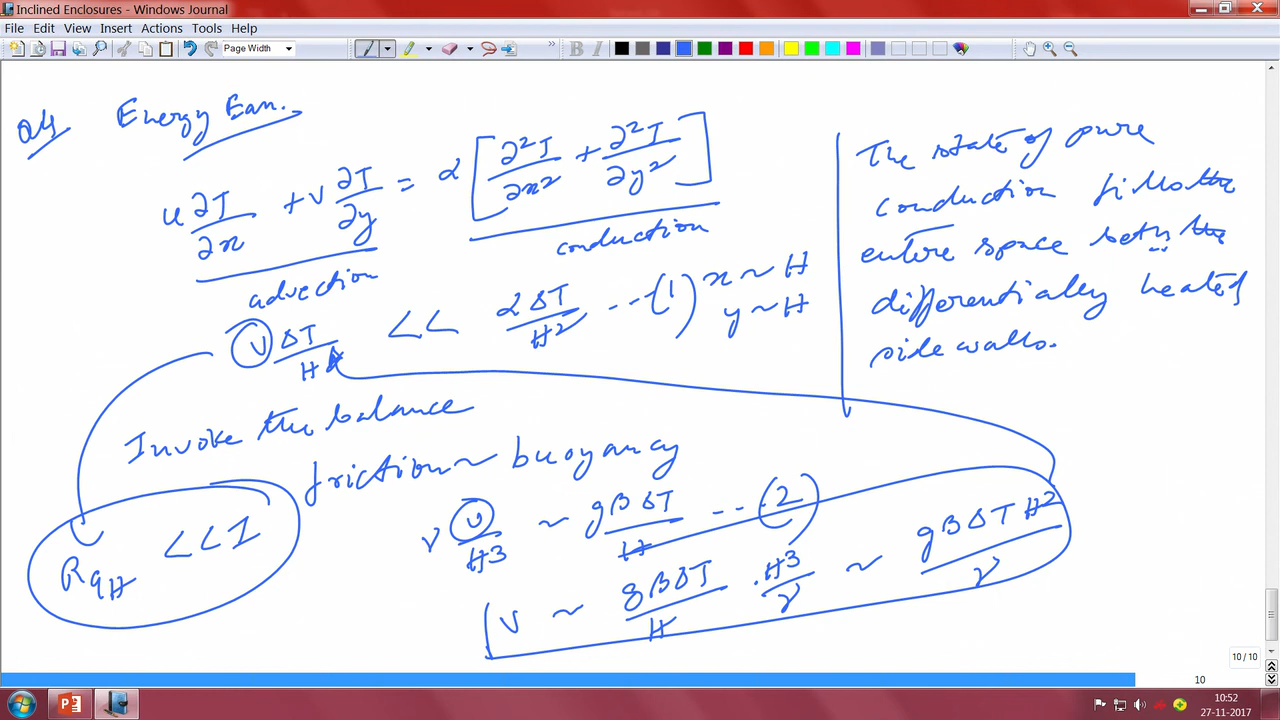 Inclined Enclosures - Windows Journal
File Edit View Insert Actions Tools Help
Page Width
Energy Eqn.
u ∂T/∂x + v ∂T/∂y = α [∂²T/∂x² + ∂²T/∂y²]
advection
conduction
v ΔT/H << α ΔT/H² --- (1) x ~ H
y ~ H
Invoke the balance
friction ~ buoyancy
ν v/H³ ~ gβΔT/H --- (2)
v ~ gβΔT/H · H³/ν ~ gβΔT H²/ν
RaH << 1
The state of pure
conduction fills the
entire space betn the
differentially heated
side walls.
10 / 10
10
10:52
27-11-2017